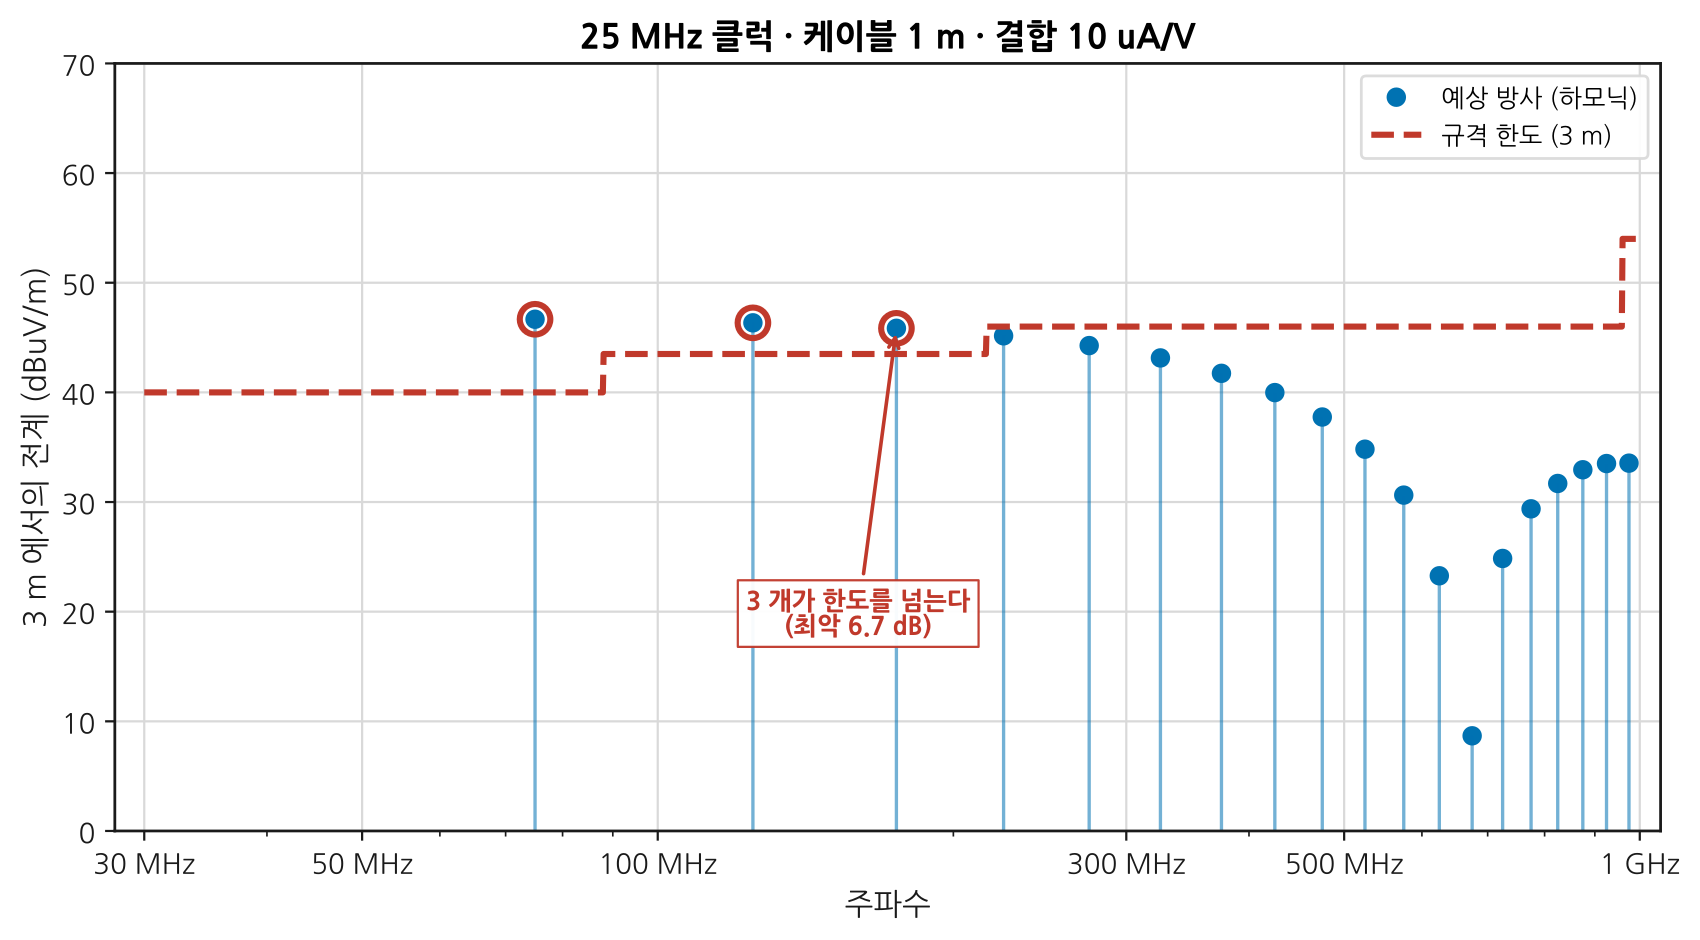 25 MHz 클럭 · 케이블 1 m · 결합 10 uA/V
예상 방사 (하모닉)
규격 한도 (3 m)
3 m 에서의 전계 (dBuV/m)
70
60
50
40
30
20
10
0
3 개가 한도를 넘는다
(최악 6.7 dB)
30 MHz
50 MHz
100 MHz
300 MHz
500 MHz
1 GHz
주파수